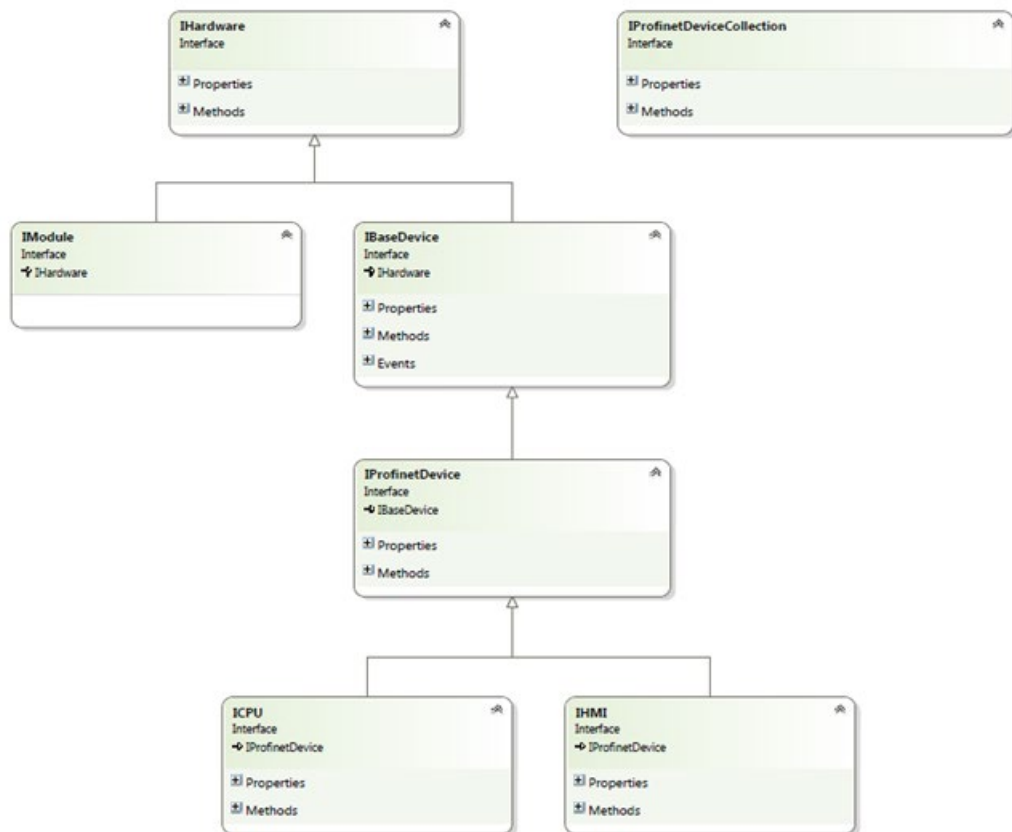 IHardware
Interface
Properties
Methods
IProfinetDeviceCollection
Interface
Properties
Methods
IModule
Interface
IHardware
IBaseDevice
Interface
IHardware
Properties
Methods
Events
IProfinetDevice
Interface
IBaseDevice
Properties
Methods
ICPU
Interface
IProfinetDevice
Properties
Methods
IHMI
Interface
IProfinetDevice
Properties
Methods